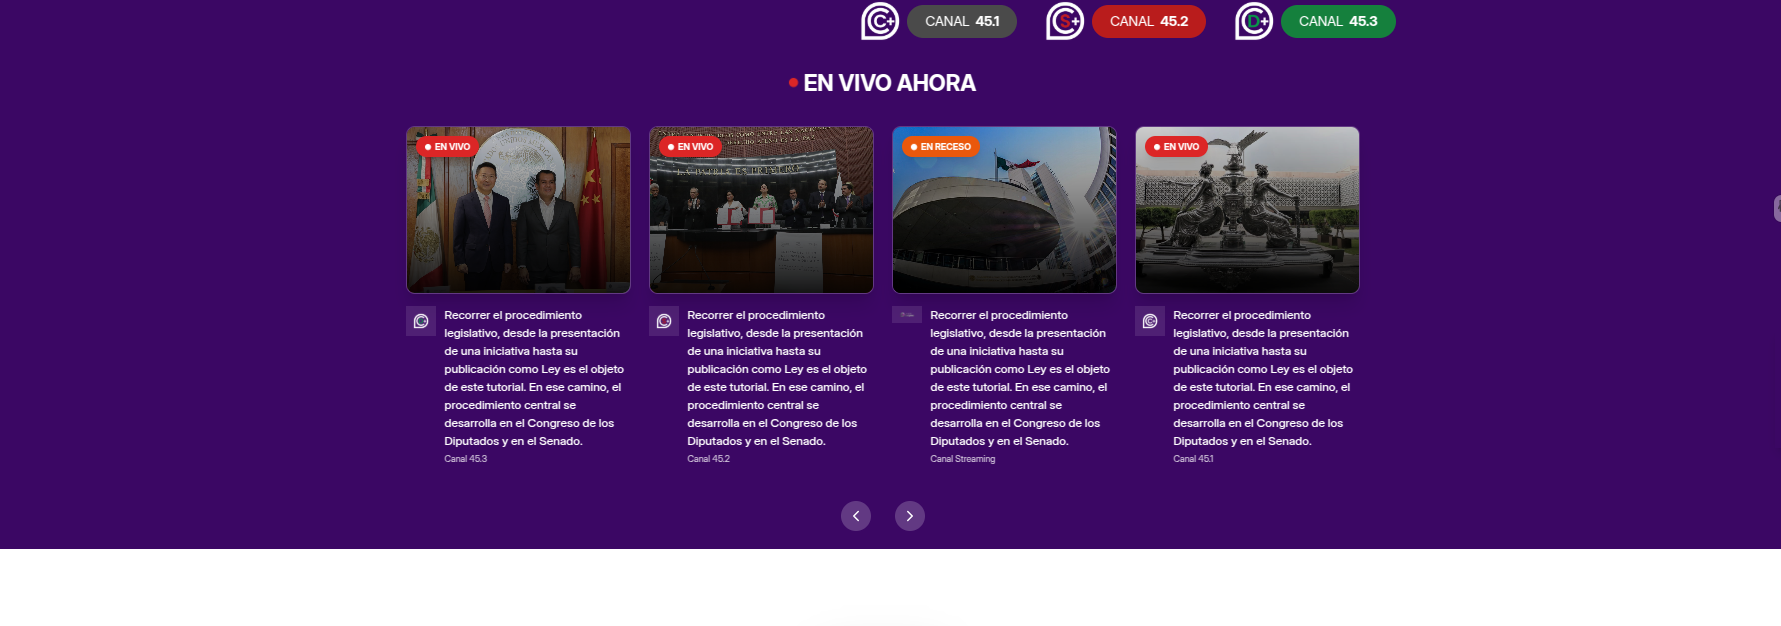 C+ CANAL 45.1 CS+ CANAL 45.2 CD+ CANAL 45.3
EN VIVO AHORA
EN VIVO
EN VIVO
EN RECESO
EN VIVO
LA PATRIA ES PRIMERO
Recorrer el procedimiento
legislativo, desde la presentación
de una iniciativa hasta su
publicación como Ley es el objeto
de este tutorial. En ese camino, el
procedimiento central se
desarrolla en el Congreso de los
Diputados y en el Senado.
Canal 45.3
Recorrer el procedimiento
legislativo, desde la presentación
de una iniciativa hasta su
publicación como Ley es el objeto
de este tutorial. En ese camino, el
procedimiento central se
desarrolla en el Congreso de los
Diputados y en el Senado.
Canal 45.2
Recorrer el procedimiento
legislativo, desde la presentación
de una iniciativa hasta su
publicación como Ley es el objeto
de este tutorial. En ese camino, el
procedimiento central se
desarrolla en el Congreso de los
Diputados y en el Senado.
Canal Streaming
Recorrer el procedimiento
legislativo, desde la presentación
de una iniciativa hasta su
publicación como Ley es el objeto
de este tutorial. En ese camino, el
procedimiento central se
desarrolla en el Congreso de los
Diputados y en el Senado.
Canal 45.1